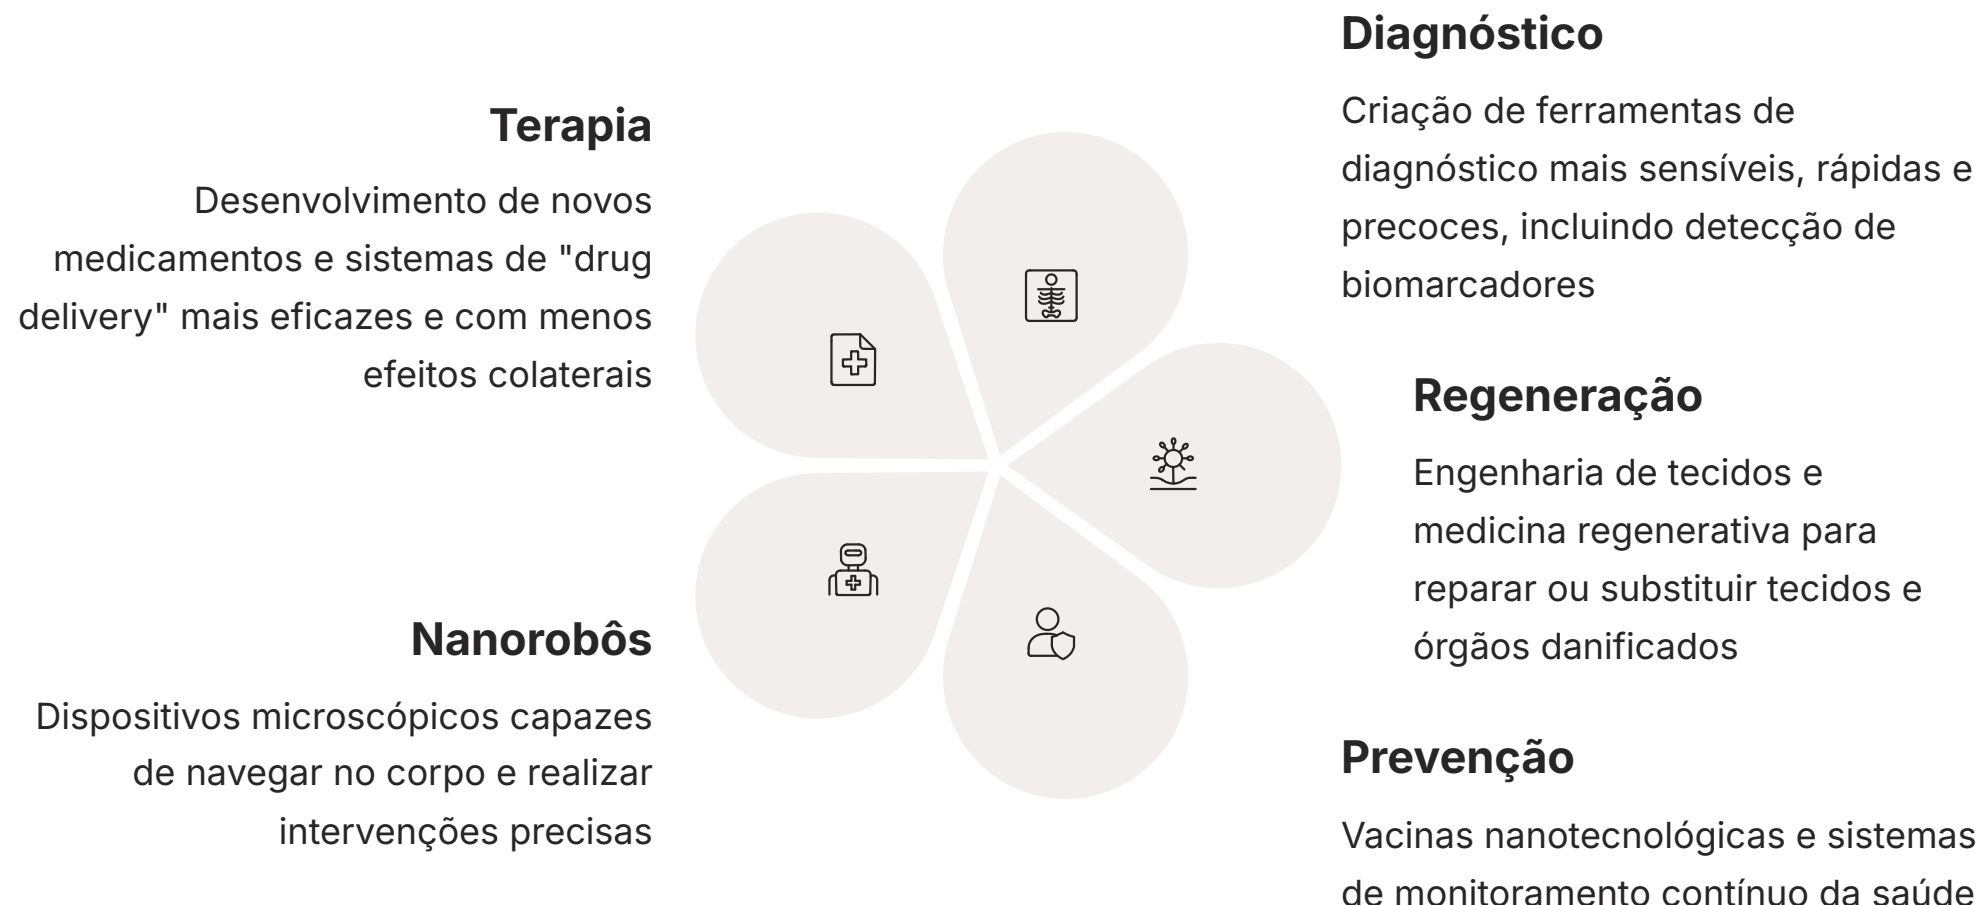 Terapia
Desenvolvimento de novos
medicamentos e sistemas de "drug
delivery" mais eficazes e com menos
efeitos colaterais
Diagnóstico
Criação de ferramentas de
diagnóstico mais sensíveis, rápidas e
precoces, incluindo detecção de
biomarcadores
Regeneração
Engenharia de tecidos e
medicina regenerativa para
reparar ou substituir tecidos e
órgãos danificados
Nanorobôs
Dispositivos microscópicos capazes
de navegar no corpo e realizar
intervenções precisas
Prevenção
Vacinas nanotecnológicas e sistemas
de monitoramento contínuo da saúde